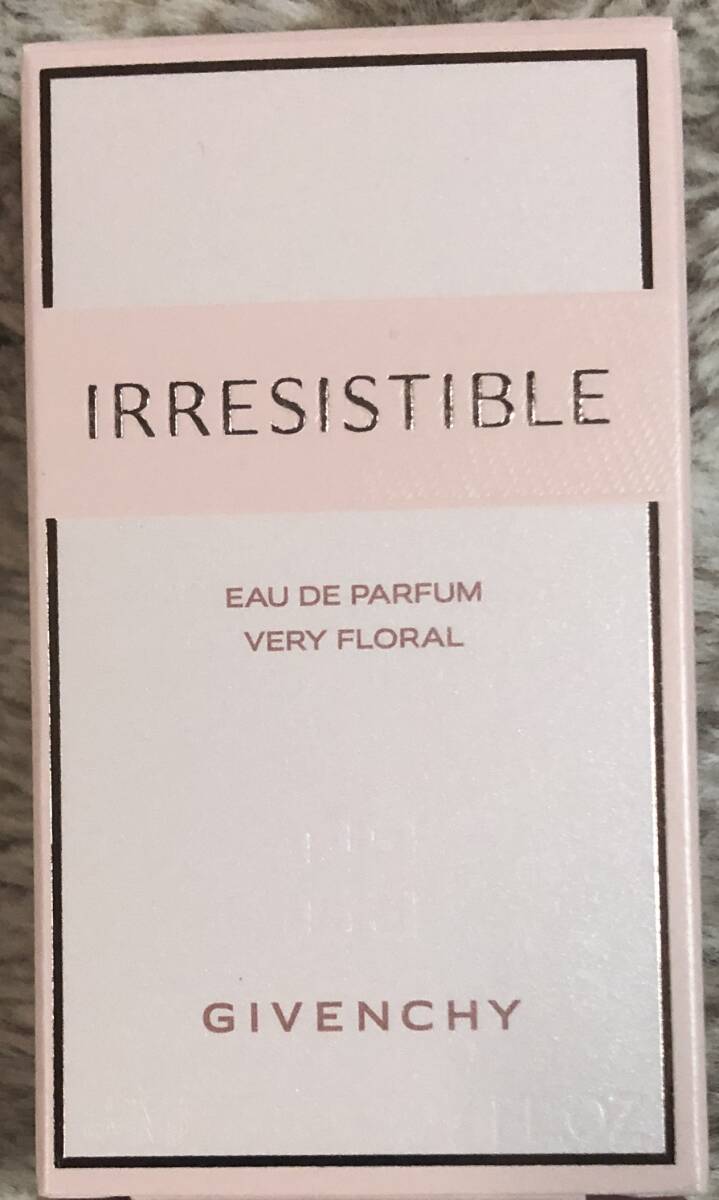 IRRESISTIBLE
EAU DE PARFUM
VERY FLORAL
GIVENCHY